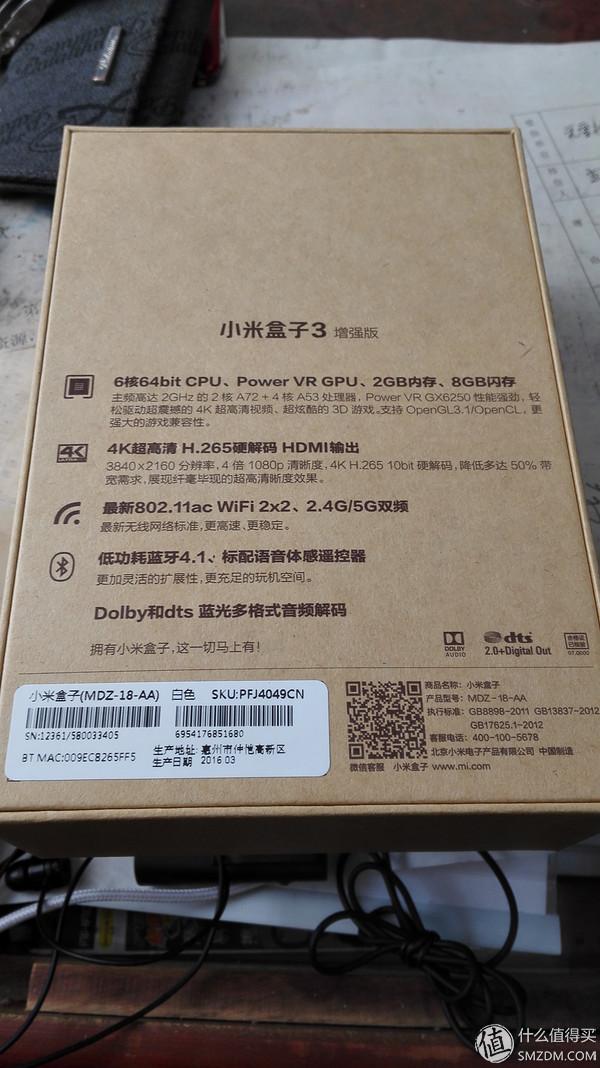 小米盒子3 增强版
6核64bit CPU、Power VR GPU、2GB内存、8GB闪存
主频高达 2GHz 的 2 核 A72 + 4 核 A53 处理器，Power VR GX6250 性能强劲，轻
松驱动超震撼的 4K 超高清视频、超炫酷的 3D 游戏。支持 OpenGL3.1/OpenCL，更
强大的游戏兼容性。
4K
4K超高清 H.265硬解码 HDMI输出
3840×2160 分辨率，4 倍 1080p 清晰度，4K H.265 10bit 硬解码，降低多达 50% 带
宽需求，展现纤毫毕现的超高清清晰度效果。
最新802.11ac WiFi 2x2、2.4G/5G双频
最新无线网络标准，更高速、更稳定。
低功耗蓝牙4.1、标配语音体感遥控器
更加灵活的扩展性，更充足的玩机空间。
Dolby和dts 蓝光多格式音频解码
拥有小米盒子，这一切马上有！
DOLBY
AUDIO
dts
2.0+Digital Out
合格证
已检验
小米盒子(MDZ-18-AA) 白色 SKU:PFJ4049CN
SN:12361/580033405
6954176851680
BT MAC:009EC8265FF5
生产地址: 惠州市仲恺高新区
生产日期 2016.03
商品名称：小米盒子
产品型号：MDZ-18-AA
执行标准：GB8898-2011 GB13837-2012
GB17625.1-2012
客服电话：400-100-5678
北京小米电子产品有限公司 中国制造
微信客服 小米盒子 www.mi.com
值 什么值得买
SMZDM.COM